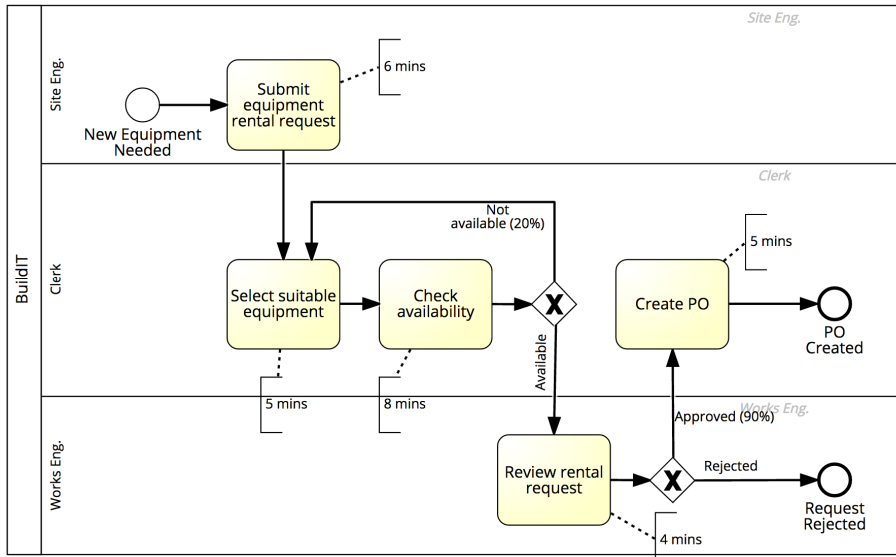 BuildIT
Site Eng.
Site Eng.
New Equipment
Needed
Submit
equipment
rental request
6 mins
Clerk
Clerk
Not
available (20%)
Select suitable
equipment
5 mins
Check
availability
8 mins
Available
Create PO
5 mins
PO
Created
Works Eng.
Works Eng.
Review rental
request
4 mins
Approved (90%)
Rejected
Request
Rejected